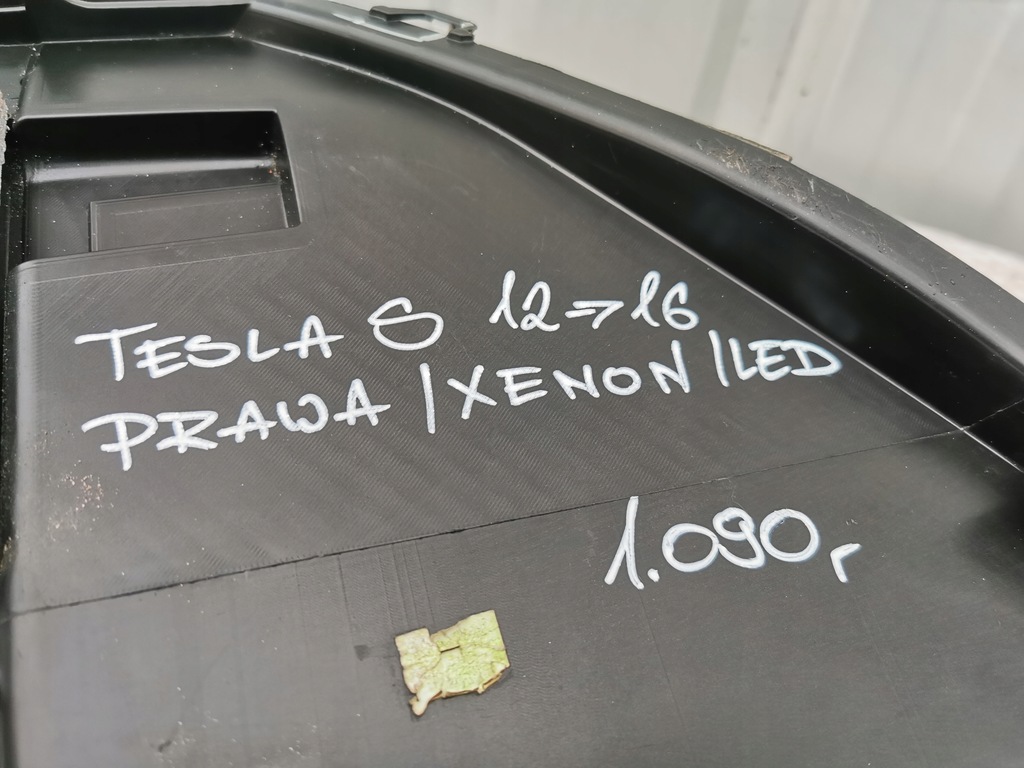 TESLA S 12→16
PRAWA/XENON/LED
1.090,-